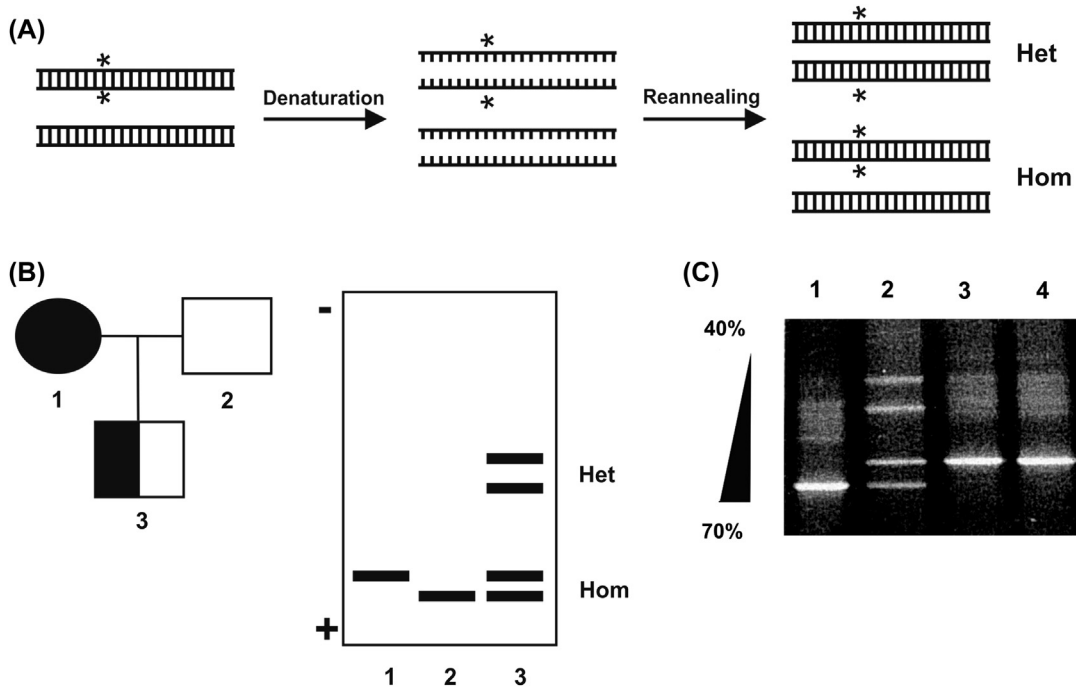 (A)
* * Denaturation * * Reannealing * * Het
* * Hom
(B)
1 2
3
-
+
Het
Hom
1 2 3
(C)
1 2 3 4
40%
70%